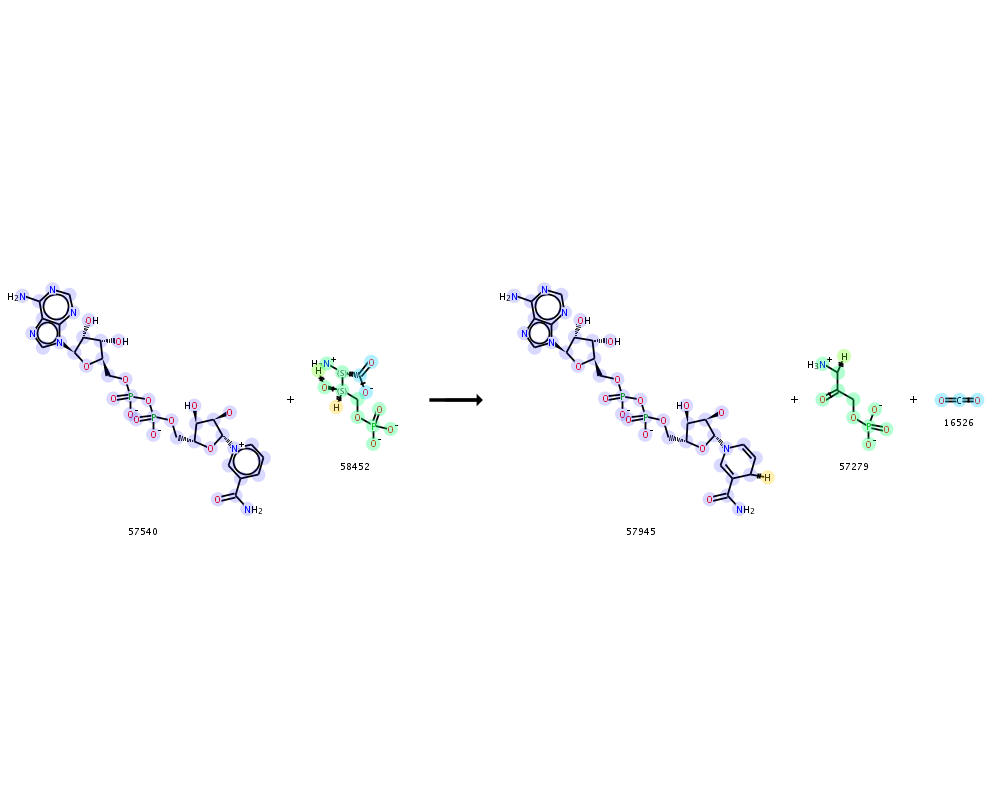 H₂N N N N N OH OH O O P O⁻ O O P O O⁻ O HO O O N⁺ O NH₂
57540
+
H₃N⁺ H O (S) (S) H O O⁻ O P O O⁻ O⁻
58452
H₂N N N N N OH OH O O P O⁻ O O P O O⁻ O HO O O N H O NH₂
57945
+
H₃N⁺ H O O P O⁻ O O⁻
57279
+
O C O
16526